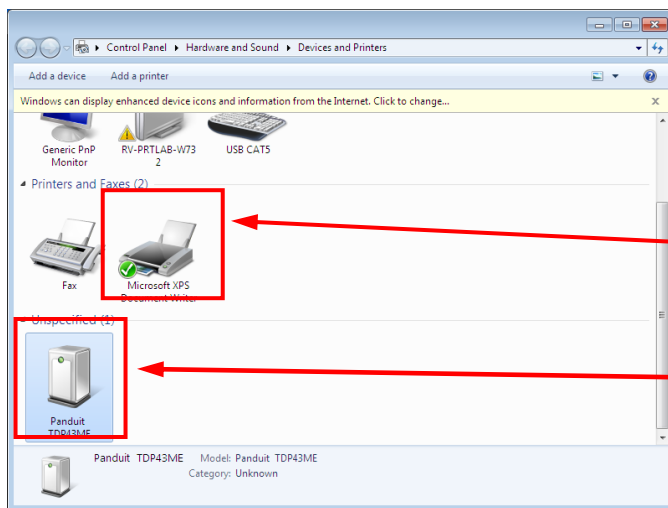 Control Panel ▸ Hardware and Sound ▸ Devices and Printers
Add a device Add a printer
Windows can display enhanced device icons and information from the Internet. Click to change...
Generic PnP
Monitor
RV-PRTLAB-W73
2
USB CAT5
Printers and Faxes (2)
Fax
Microsoft XPS
Document Writer
Unspecified (1)
Panduit
TDP43ME
Panduit TDP43ME Model: Panduit TDP43ME
Category: Unknown